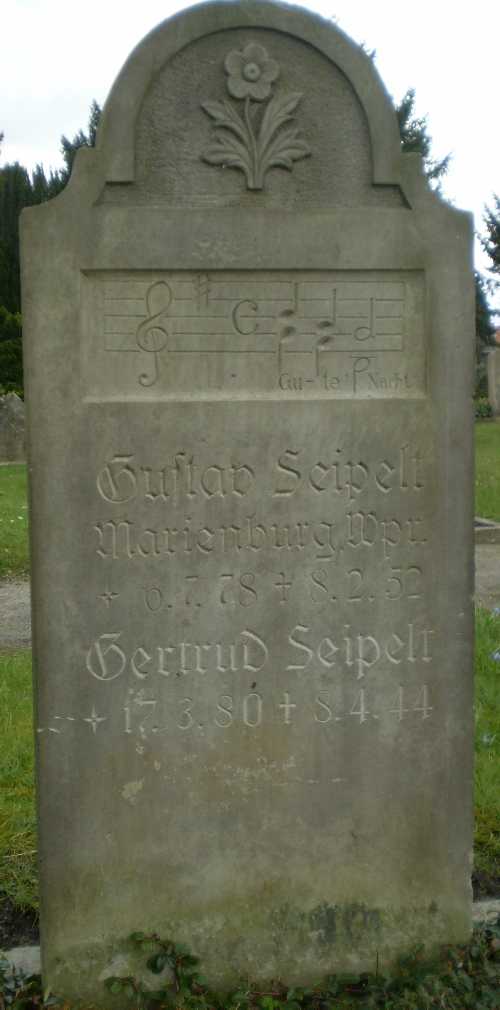 Gu-te Nacht
Gustav Seipelt
Marienburg Wpr.
6.7.78 † 8.2.52
Gertrud Seipelt
17.3.80 † 8.4.44